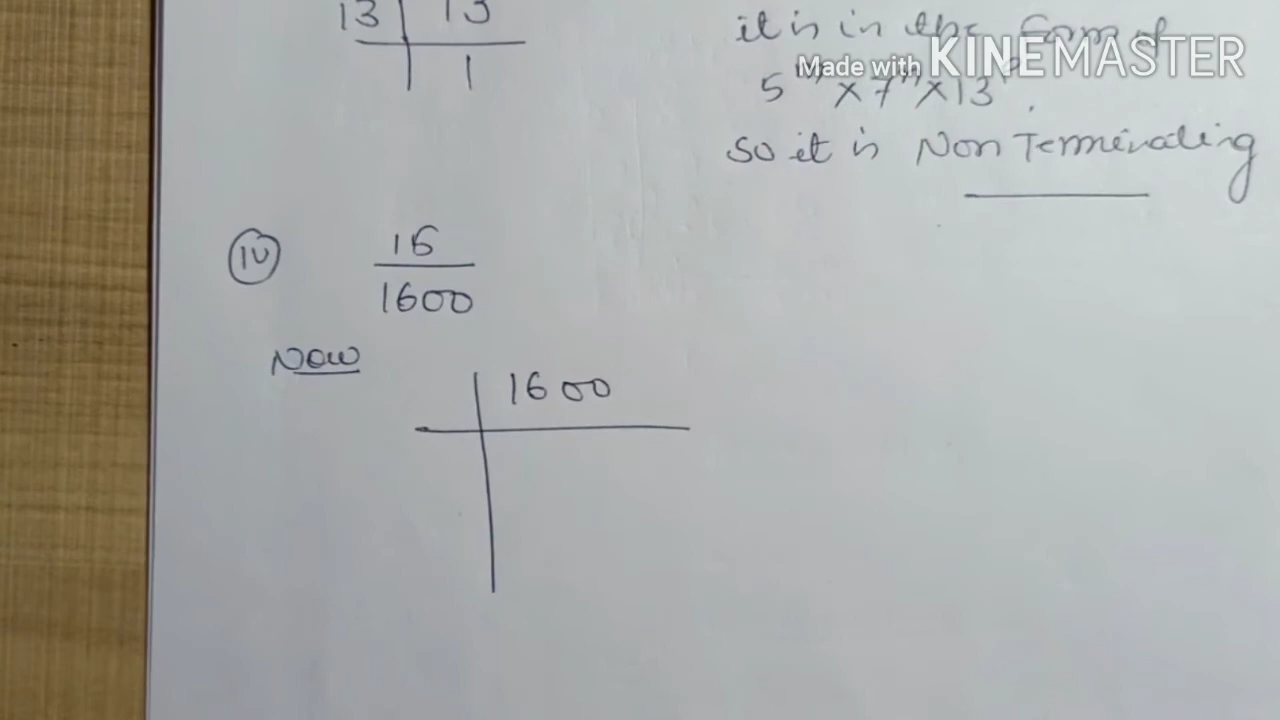 13 | 13
1
it is in the form of
Made with KINEMASTER
5^m × 7^n × 13^p.
so it is Non Terminating
(iv) 16
1600
Now
1600